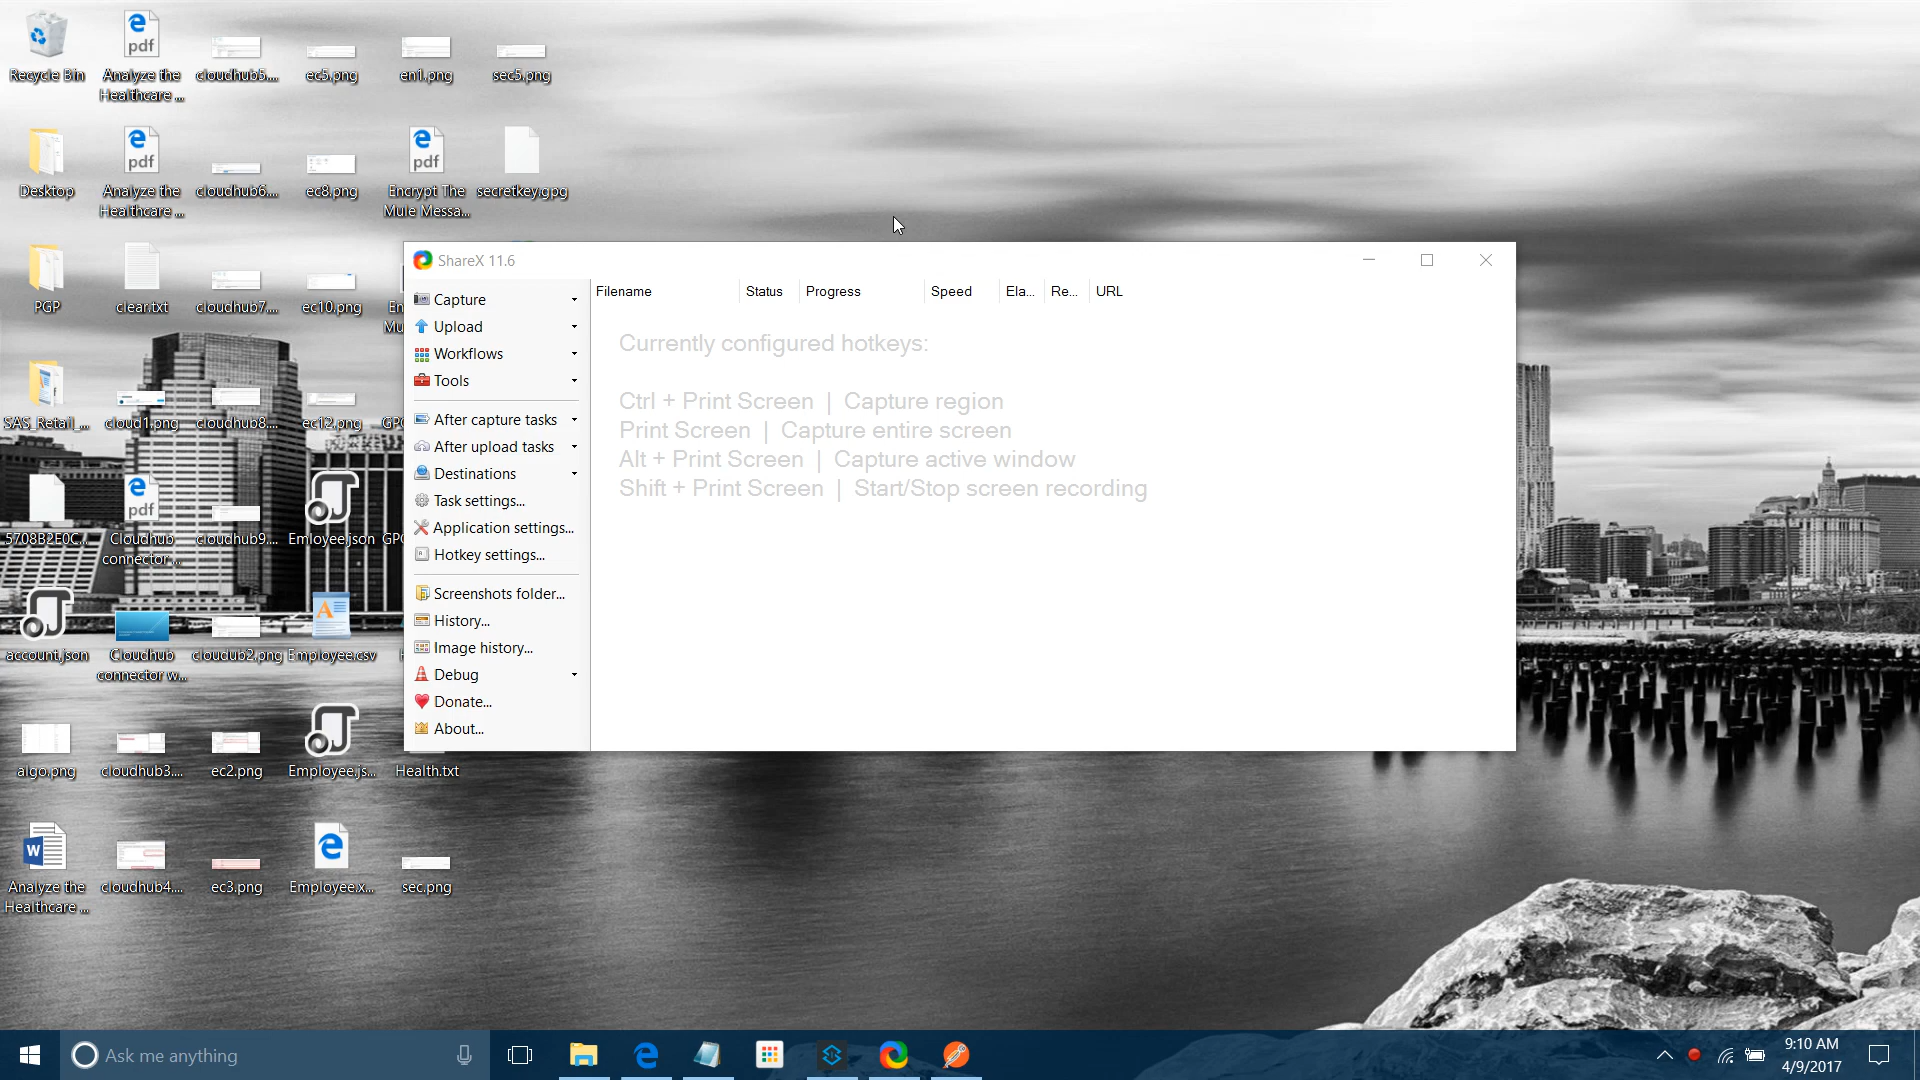 Recycle Bin
Analyze the
Healthcare ...
cloudhub5....
ec5.png
en1.png
sec5.png
Desktop
Analyze the
Healthcare ...
cloudhub6....
ec8.png
Encrypt The
Mule Messa...
secretkey.gpg
PGP
clear.txt
cloudhub7....
ec10.png
En
Mu
SAS_Retail_...
cloud1.png
cloudhub8....
ec12.png
GPG
5708B2E0C...
Cloudhub
connector ...
cloudhub9....
Emloyee.json
GPG
account.json
Cloudhub
connector w...
cloudub2.png
Employee.csv
algo.png
cloudhub3....
ec2.png
Employee.js...
Health.txt
Analyze the
Healthcare ...
cloudhub4....
ec3.png
Employee.x...
sec.png
ShareX 11.6
Capture
Upload
Workflows
Tools
After capture tasks
After upload tasks
Destinations
Task settings...
Application settings...
Hotkey settings...
Screenshots folder...
History...
Image history...
Debug
Donate...
About...
Filename Status Progress Speed Ela... Re... URL
Currently configured hotkeys:
Ctrl + Print Screen | Capture region
Print Screen | Capture entire screen
Alt + Print Screen | Capture active window
Shift + Print Screen | Start/Stop screen recording
Ask me anything
9:10 AM
4/9/2017